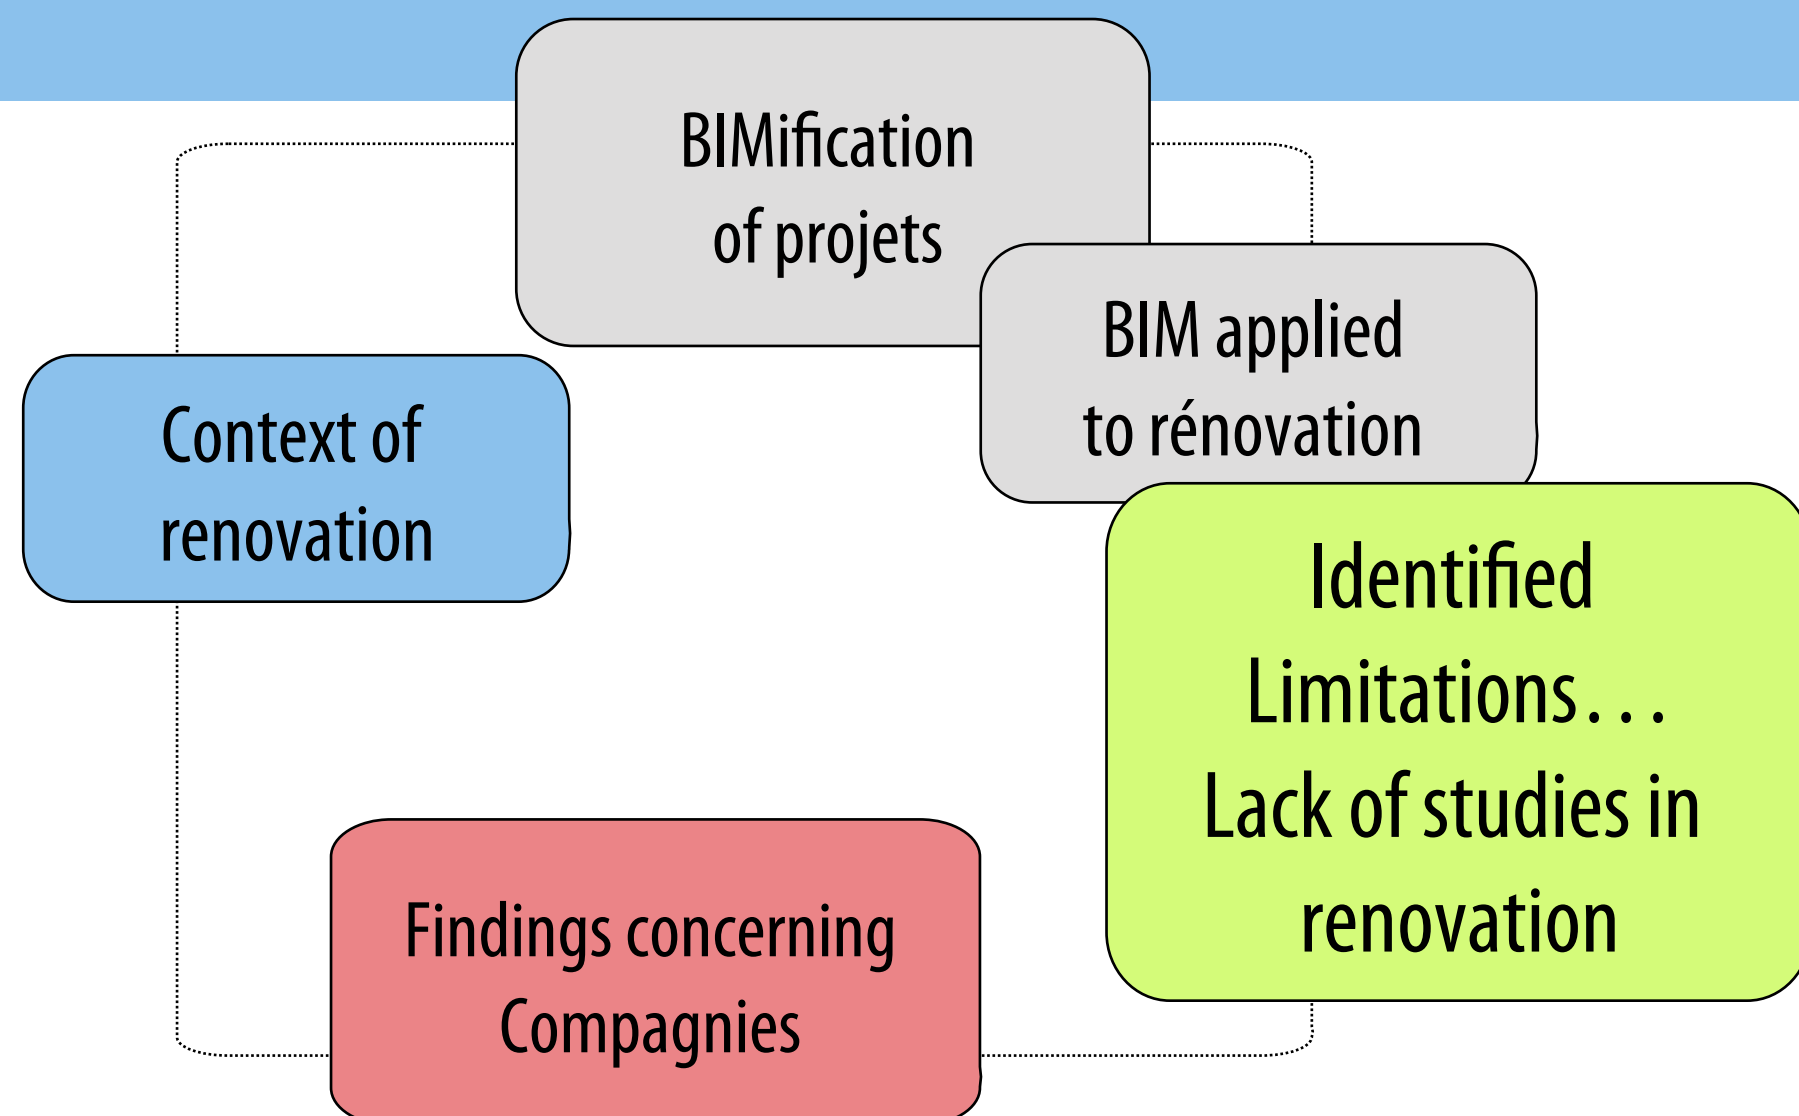 BIMification
of projets
BIM applied
to rénovation
Context of
renovation
Identified
Limitations…
Lack of studies in
renovation
Findings concerning
Compagnies